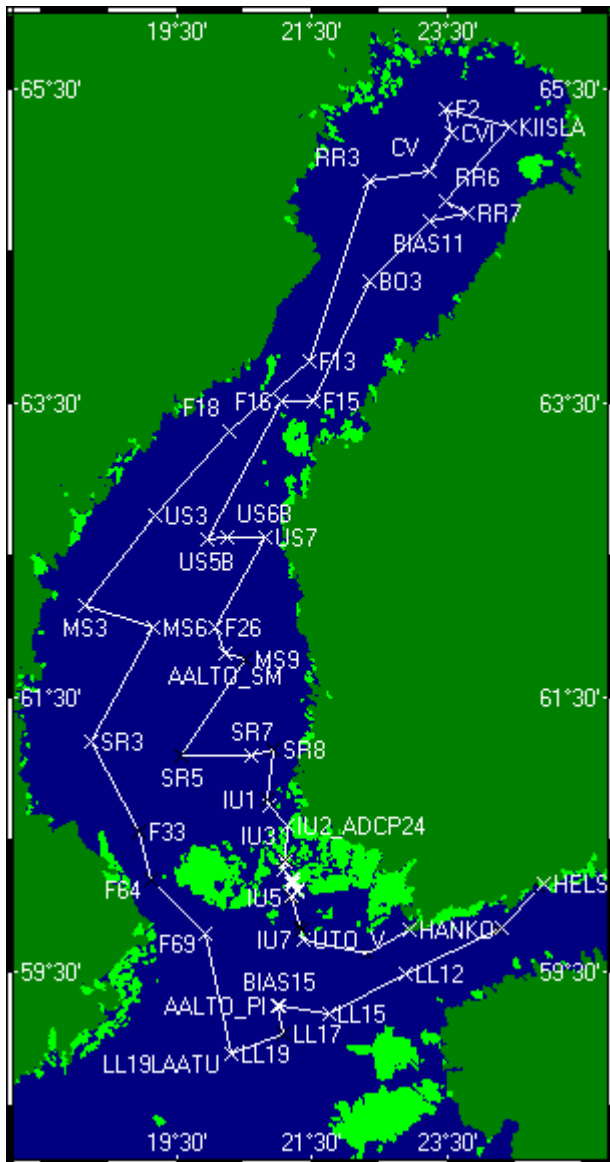 19°30' 21°30' 23°30'
65°30' 65°30'
F2
KIISLA
CVI
CV
RR3
RR6
RR7
BIAS11
BO3
F13
63°30' F16 F15 63°30'
F18
US3 US6B
US7
US5B
MS3 MS6 F26
MS9
AALTO_SM
61°30' 61°30'
SR3 SR7 SR8
SR5
IU1
F33 IU2_ADCP24
IU3
F64 IU5 HELS
IU7 UTO_V HANKO
F69
59°30' LL12 59°30'
BIAS15
AALTO_PI LL15
LL17
LL19LAATU LL19
19°30' 21°30' 23°30'